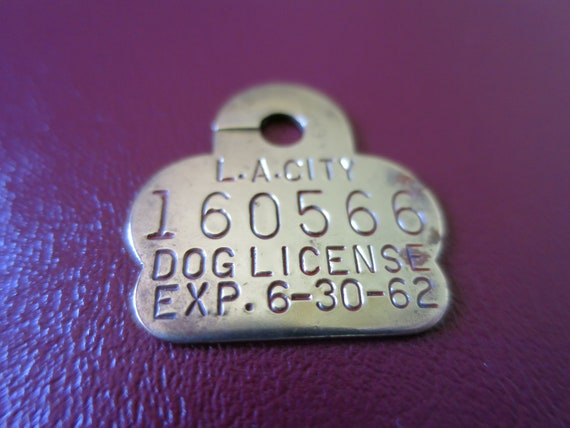 L.A.CITY
160566
DOG LICENSE
EXP. 6-30-62